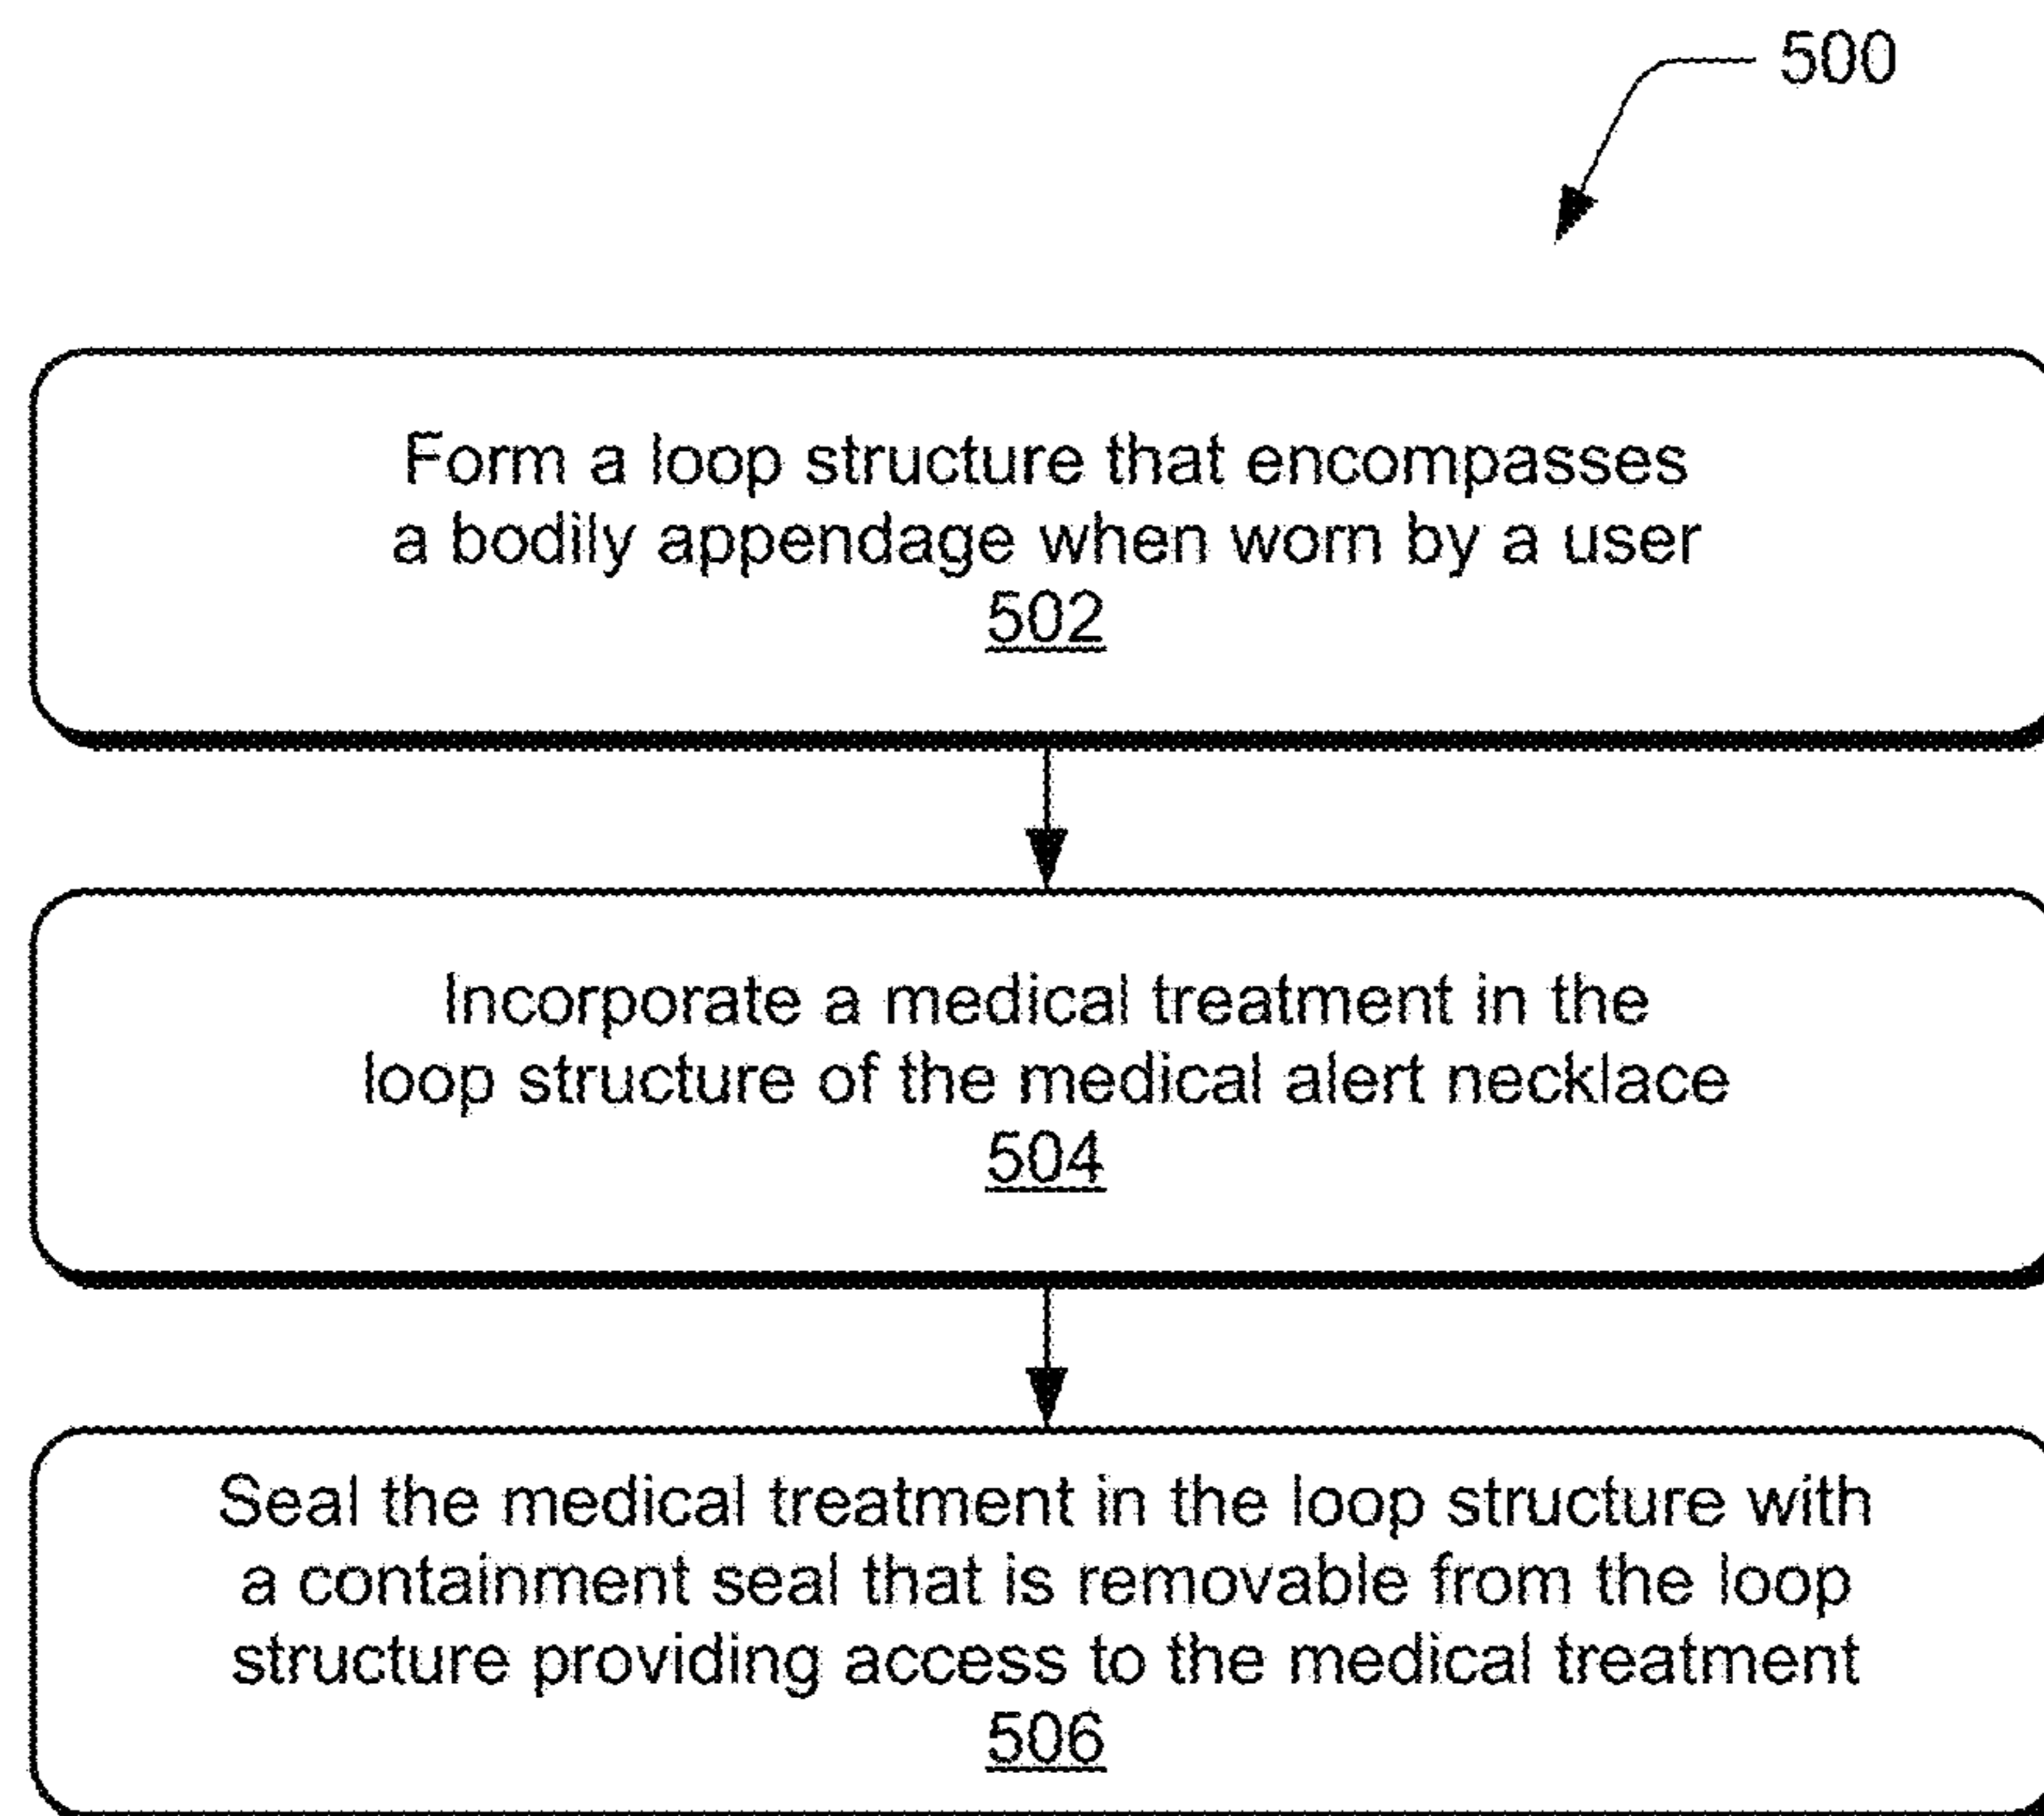 500
Form a loop structure that encompasses
a bodily appendage when worn by a user
502
Incorporate a medical treatment in the
loop structure of the medical alert necklace
504
Seal the medical treatment in the loop structure with
a containment seal that is removable from the loop
structure providing access to the medical treatment
506